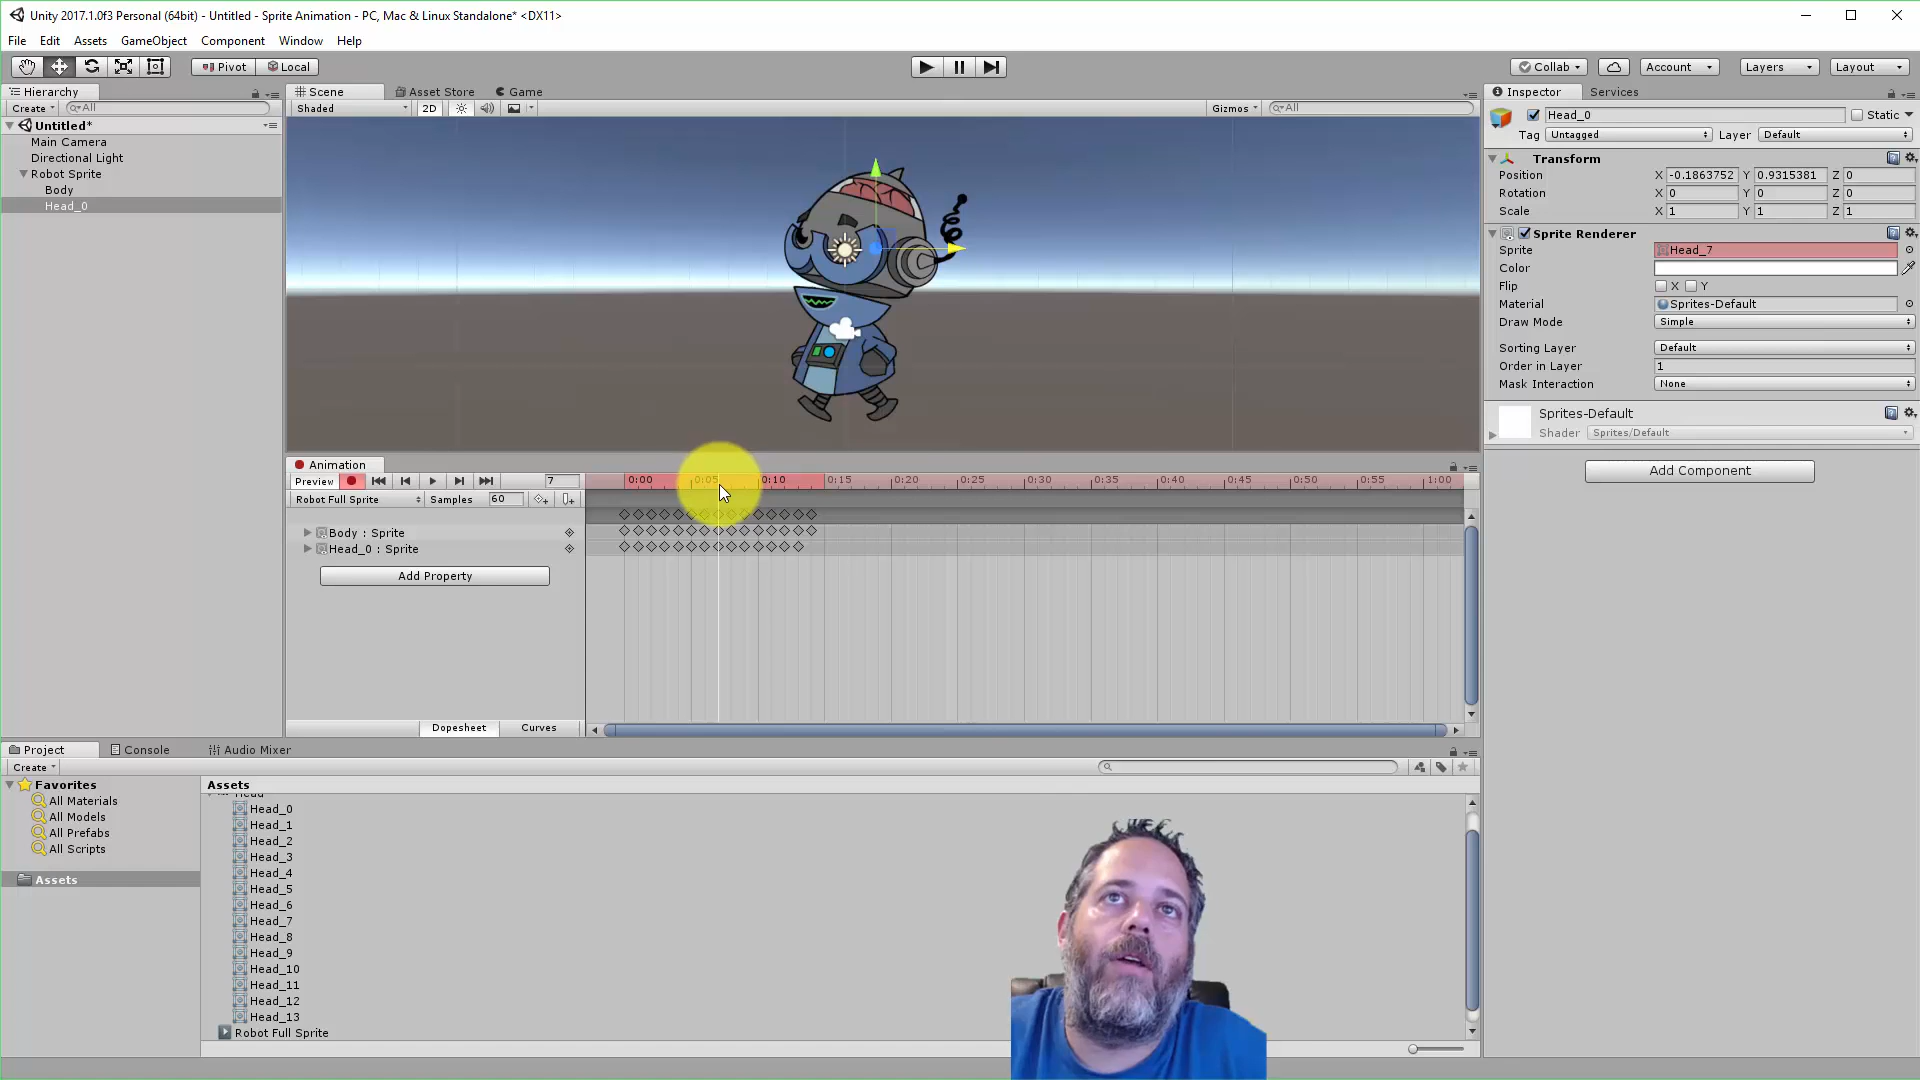 Unity 2017.1.0f3 Personal (64bit) - Untitled - Sprite Animation - PC, Mac & Linux Standalone* <DX11>
File Edit Assets GameObject Component Window Help
Pivot Local Collab Account Layers Layout
Hierarchy
Create All
Untitled*
Main Camera
Directional Light
Robot Sprite
Body
Head_0
Scene Asset Store Game
Shaded 2D Gizmos All
Animation
Preview 7 0:00 0:05 0:10 0:15 0:20 0:25 0:30 0:35 0:40 0:45 0:50 0:55 1:00
Robot Full Sprite Samples 60
Body : Sprite
Head_0 : Sprite
Add Property
Dopesheet Curves
Inspector Services
Head_0 Static
Tag Untagged Layer Default
Transform
Position X -0.1863752 Y 0.9315381 Z 0
Rotation X 0 Y 0 Z 0
Scale X 1 Y 1 Z 1
Sprite Renderer
Sprite Head_7
Color
Flip X Y
Material Sprites-Default
Draw Mode Simple
Sorting Layer Default
Order in Layer 1
Mask Interaction None
Sprites-Default
Shader Sprites/Default
Add Component
Project Console Audio Mixer
Create
Favorites
All Materials
All Models
All Prefabs
All Scripts
Assets
Assets
Head
Head_0
Head_1
Head_2
Head_3
Head_4
Head_5
Head_6
Head_7
Head_8
Head_9
Head_10
Head_11
Head_12
Head_13
Robot Full Sprite